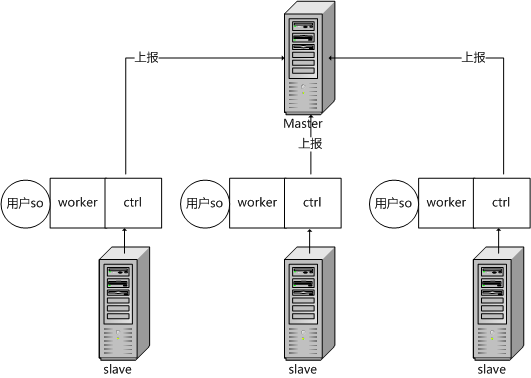 上报
上报
Master
上报
用户so
worker
ctrl
用户so
worker
ctrl
用户so
worker
ctrl
slave
slave
slave